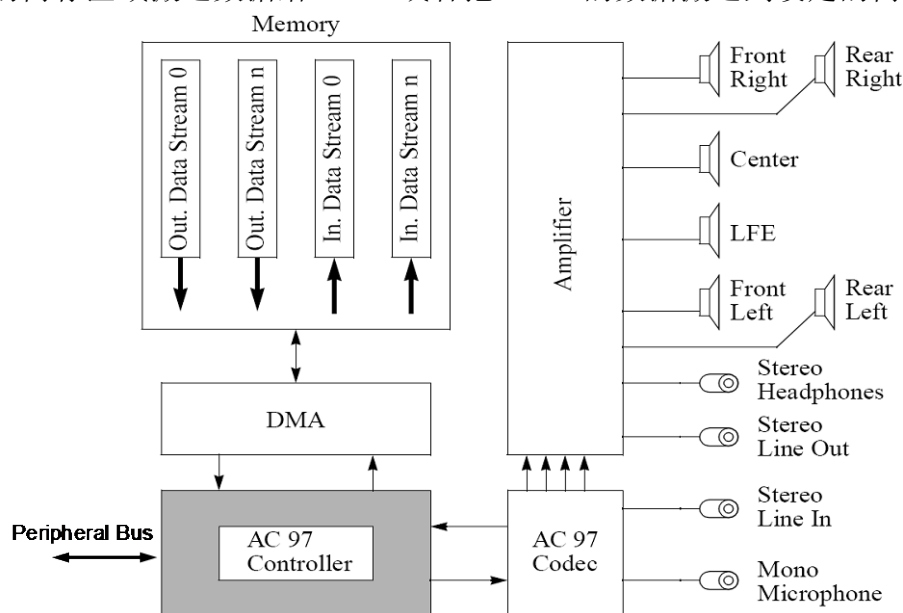 Memory
Out. Data Stream 0
Out. Data Stream n
In. Data Stream 0
In. Data Stream n
DMA
Peripheral Bus
AC 97
Controller
Amplifier
AC 97
Codec
Front
Right
Rear
Right
Center
LFE
Front
Left
Rear
Left
Stereo
Headphones
Stereo
Line Out
Stereo
Line In
Mono
Microphone